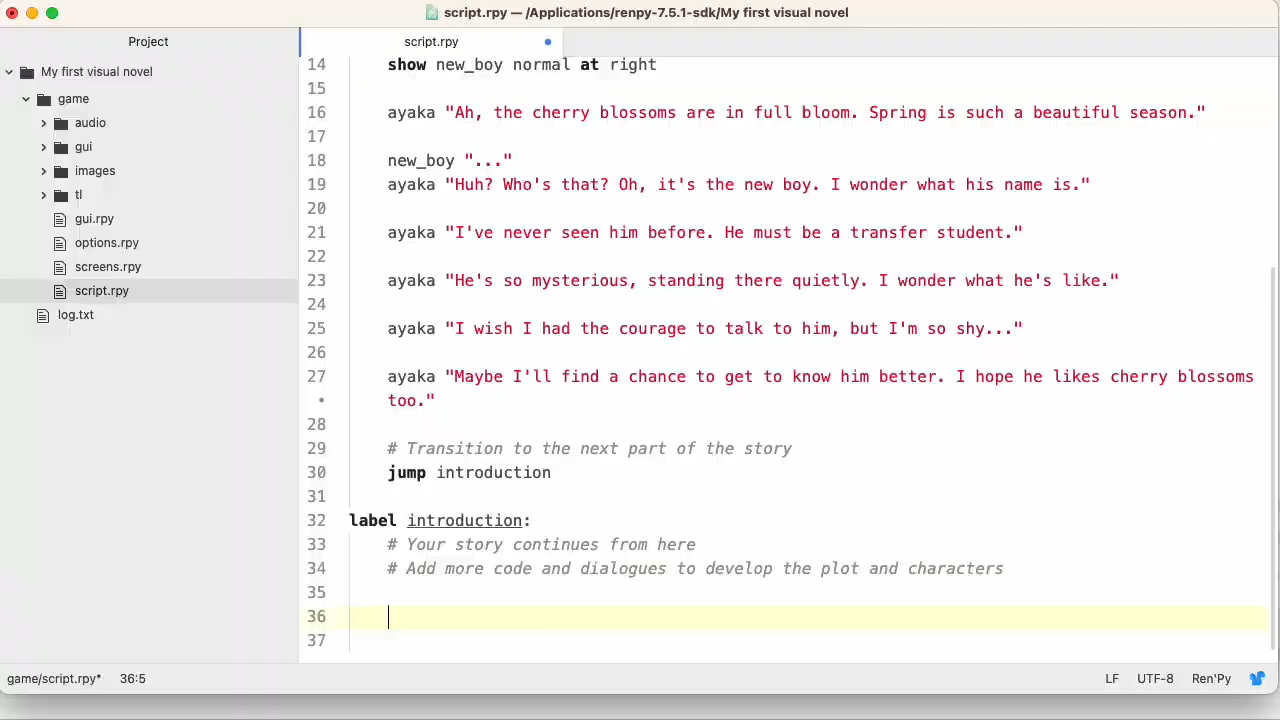 script.rpy — /Applications/renpy-7.5.1-sdk/My first visual novel
Project
script.rpy
My first visual novel
game
audio
gui
images
tl
gui.rpy
options.rpy
screens.rpy
script.rpy
log.txt
14 show new_boy normal at right
15
16 ayaka "Ah, the cherry blossoms are in full bloom. Spring is such a beautiful season."
17
18 new_boy "..."
19 ayaka "Huh? Who's that? Oh, it's the new boy. I wonder what his name is."
20
21 ayaka "I've never seen him before. He must be a transfer student."
22
23 ayaka "He's so mysterious, standing there quietly. I wonder what he's like."
24
25 ayaka "I wish I had the courage to talk to him, but I'm so shy..."
26
27 ayaka "Maybe I'll find a chance to get to know him better. I hope he likes cherry blossoms
• too."
28
29 # Transition to the next part of the story
30 jump introduction
31
32 label introduction:
33 # Your story continues from here
34 # Add more code and dialogues to develop the plot and characters
35
36
37
game/script.rpy* 36:5 LF UTF-8 Ren'Py